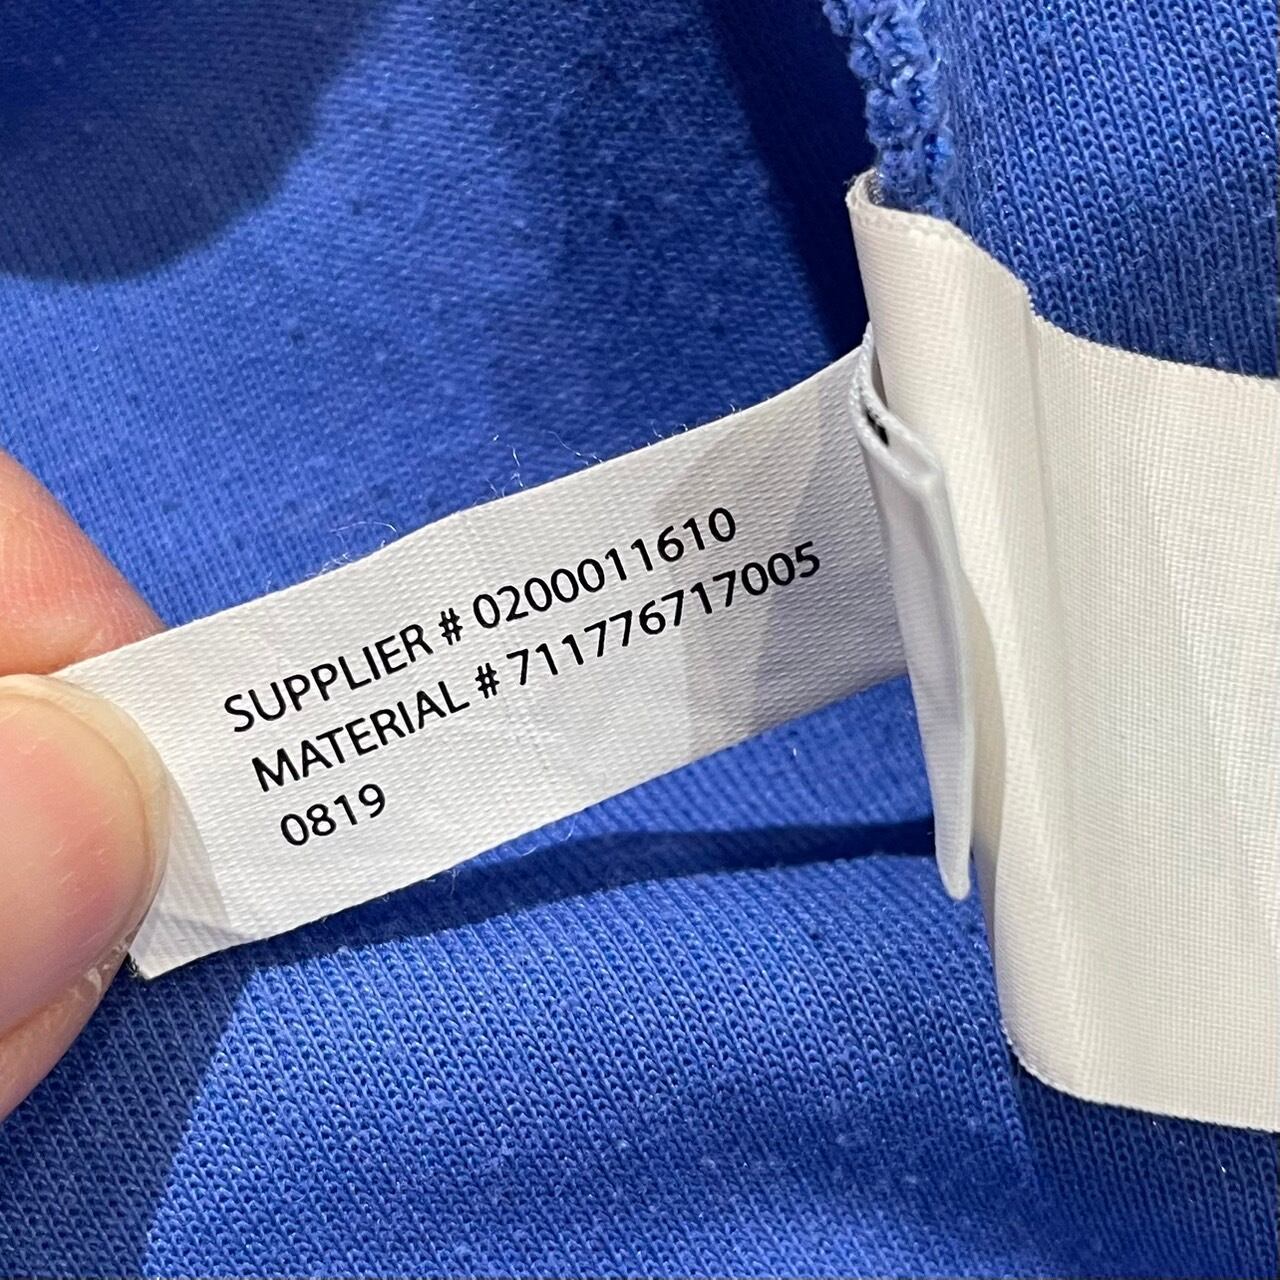 SUPPLIER # 0200011610
MATERIAL # 711776717005
0819